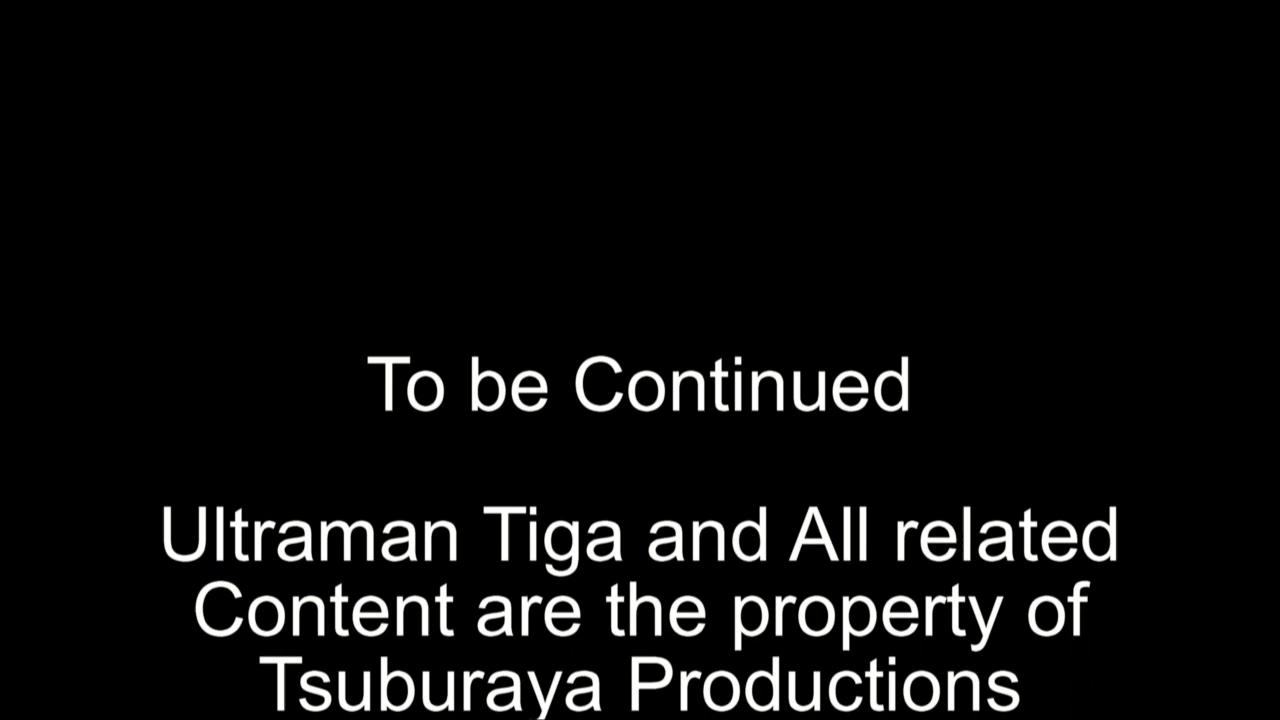 To be Continued
Ultraman Tiga and All related
Content are the property of
Tsuburaya Productions